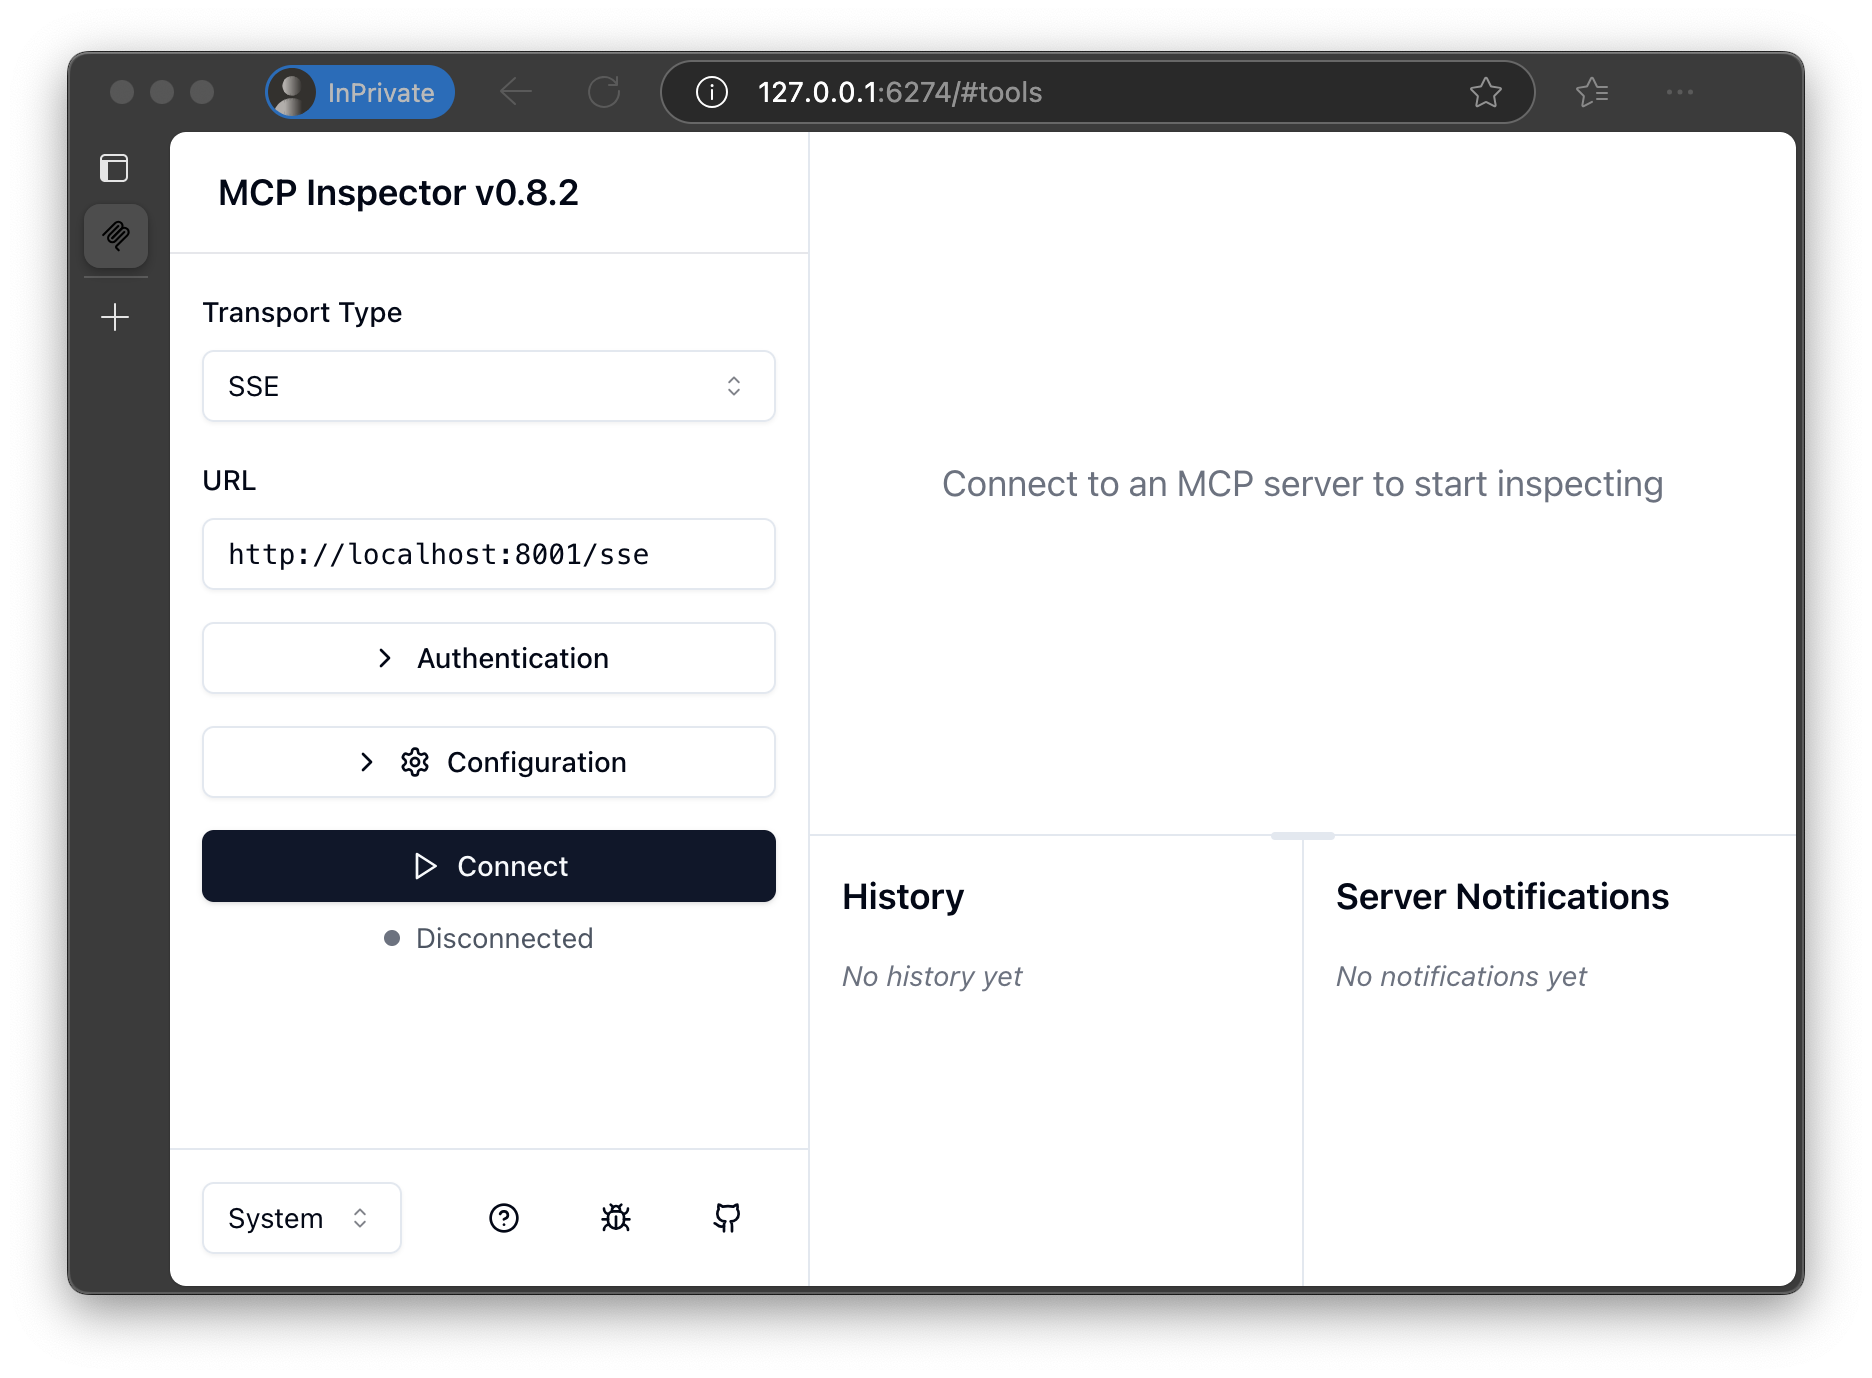 InPrivate
127.0.0.1:6274/#tools
MCP Inspector v0.8.2
Transport Type
SSE
URL
http://localhost:8001/sse
Authentication
Configuration
Connect
Disconnected
System
Connect to an MCP server to start inspecting
History
No history yet
Server Notifications
No notifications yet